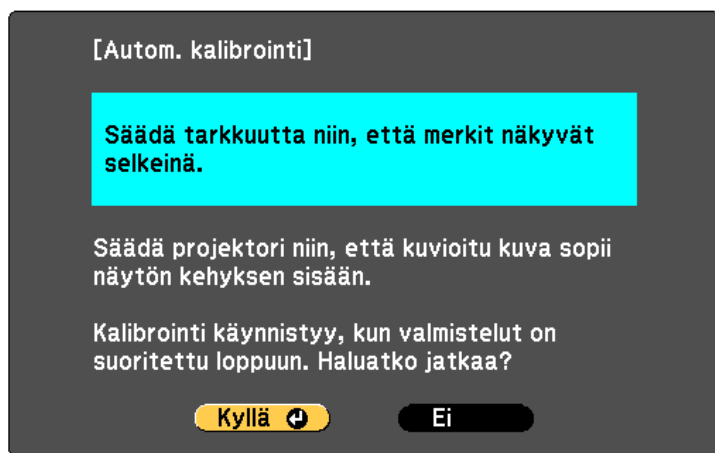 [Autom. kalibrointi]
Säädä tarkkuutta niin, että merkit näkyvät
selkeinä.
Säädä projektori niin, että kuvioitu kuva sopii
näytön kehyksen sisään.
Kalibrointi käynnistyy, kun valmistelut on
suoritettu loppuun. Haluatko jatkaa?
Kyllä Ei